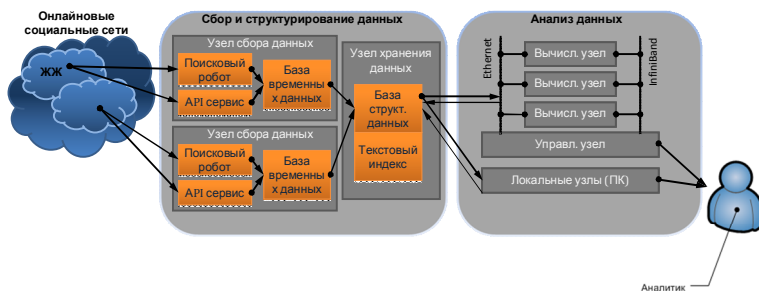 Онлайновые
социальные сети
ЖЖ
Сбор и структурирование данных
Узел сбора данных
Поисковый
робот
API сервис
База
временны
х данных
Узел сбора данных
Поисковый
робот
API сервис
База
временны
х данных
Узел хранения
данных
База
структ.
данных
Текстовый
индекс
Анализ данных
Ethernet
Вычисл. узел
Вычисл. узел
Вычисл. узел
InfiniBand
Управл. узел
Локальные узлы (ПК)
Аналитик